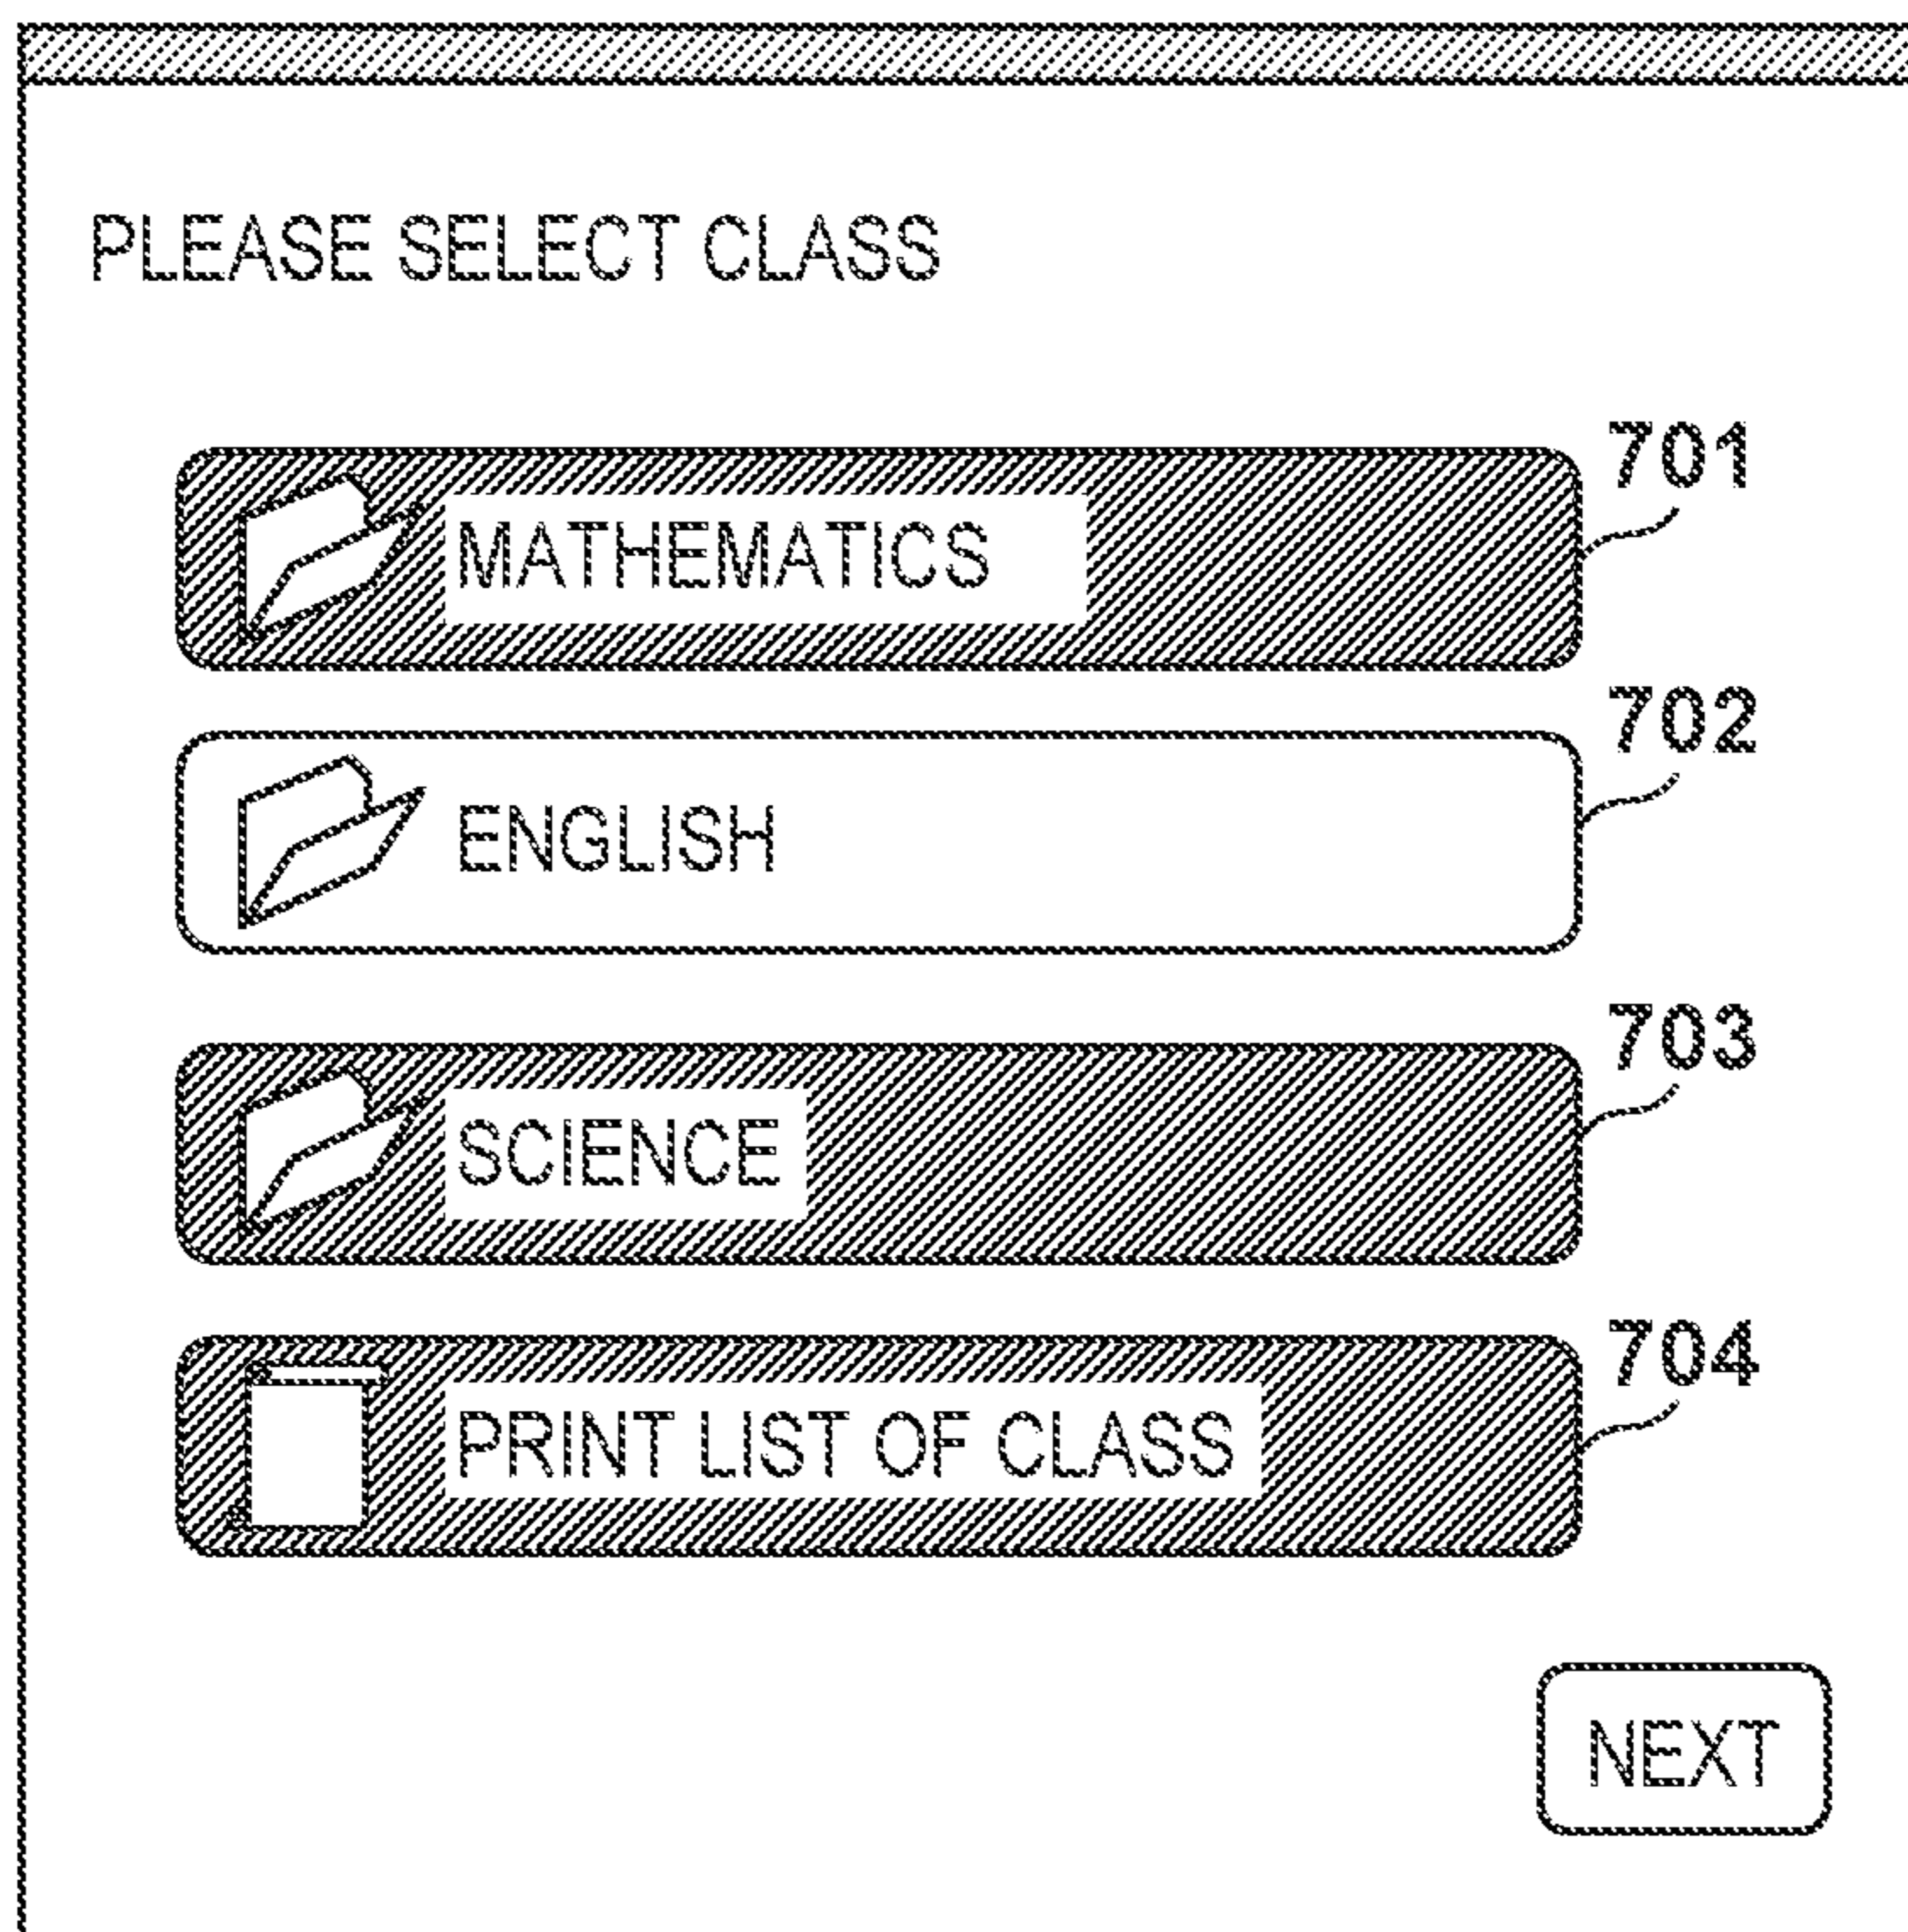 PLEASE SELECT CLASS
701
MATHEMATICS
702
ENGLISH
703
SCIENCE
704
PRINT LIST OF CLASS
NEXT